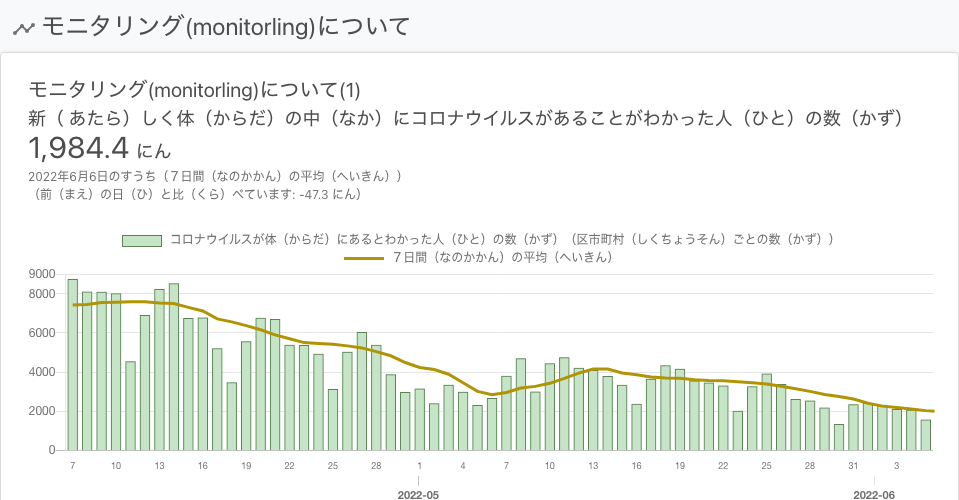 モニタリング(monitorling)について
モニタリング(monitorling)について(1)
新（ あたら）しく体（からだ）の中（なか）にコロナウイルスがあることがわかった人（ひと）の数（かず）
1,984.4 にん
2022年6月6日のすうち（７日間（なのかかん）の平均（へいきん））
（前（まえ）の日（ひ）と比（くら）べています: -47.3 にん）
コロナウイルスが体（からだ）にあるとわかった人（ひと）の数（かず）（区市町村（しくちょうそん）ごとの数（かず））
７日間（なのかかん）の平均（へいきん）
9000
8000
6000
4000
2000
0
7 10 13 16 19 22 25 28 1 4 7 10 13 16 19 22 25 28 31 3
2022-05 2022-06